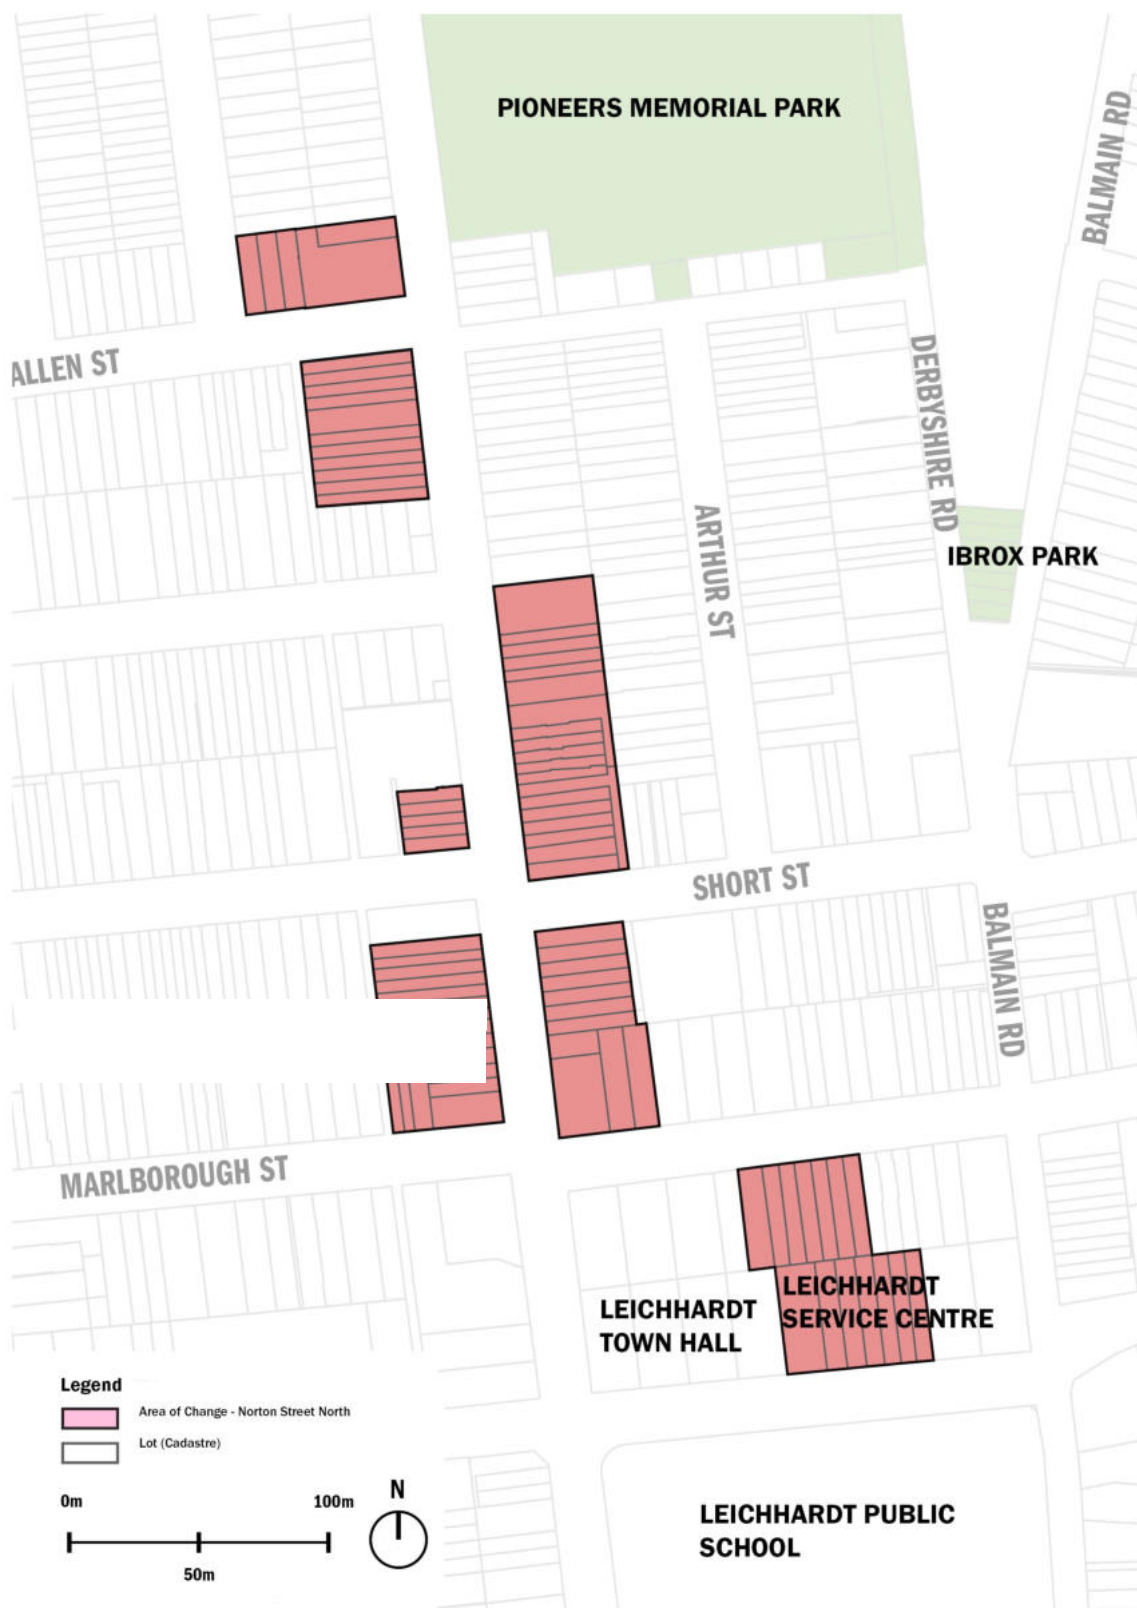 PIONEERS MEMORIAL PARK
BALMAIN RD
ALLEN ST
DERBYSHIRE RD
ARTHUR ST
IBROX PARK
SHORT ST
BALMAIN RD
MARLBOROUGH ST
LEICHHARDT
SERVICE CENTRE
LEICHHARDT
TOWN HALL
Legend
Area of Change - Norton Street North
Lot (Cadastre)
0m
100m
50m
N
LEICHHARDT PUBLIC
SCHOOL